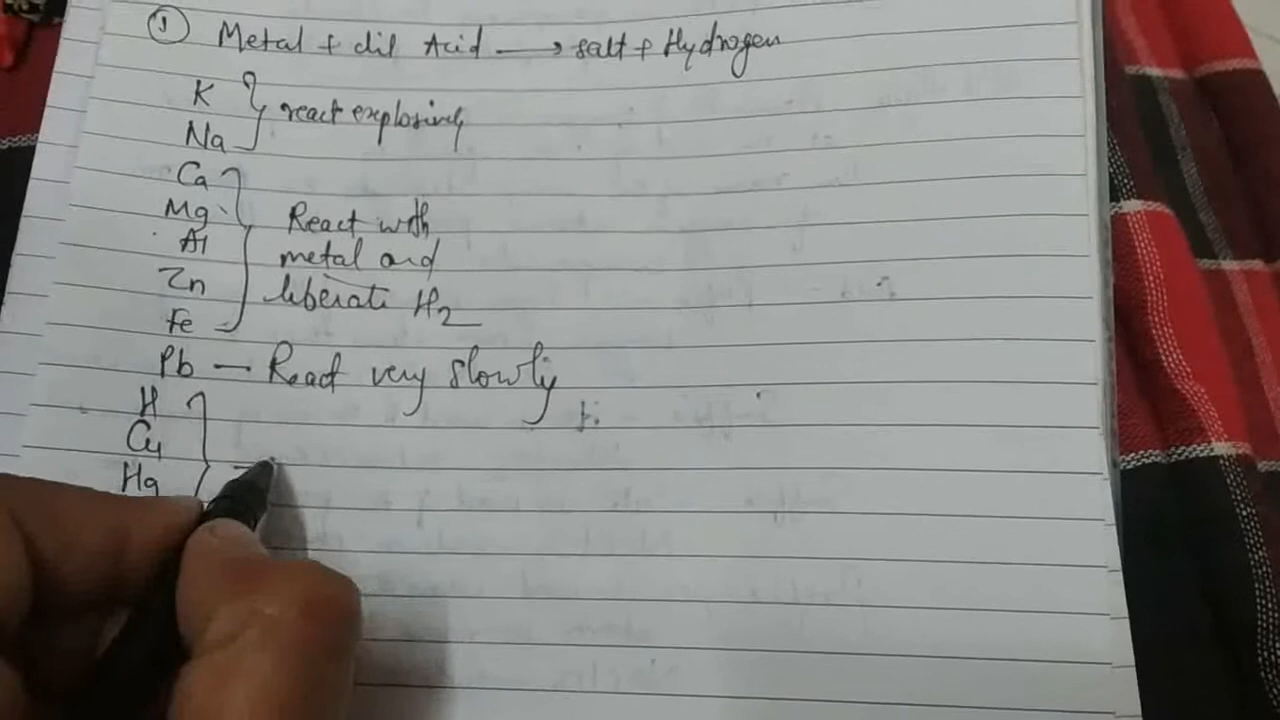 ① Metal + dil Acid → salt + Hydrogen
K
react explosivly
Na
Ca
Mg
React with
Al
metal and
Zn
liberate H2
Fe
Pb — React very slowly
H
Cu
Hg